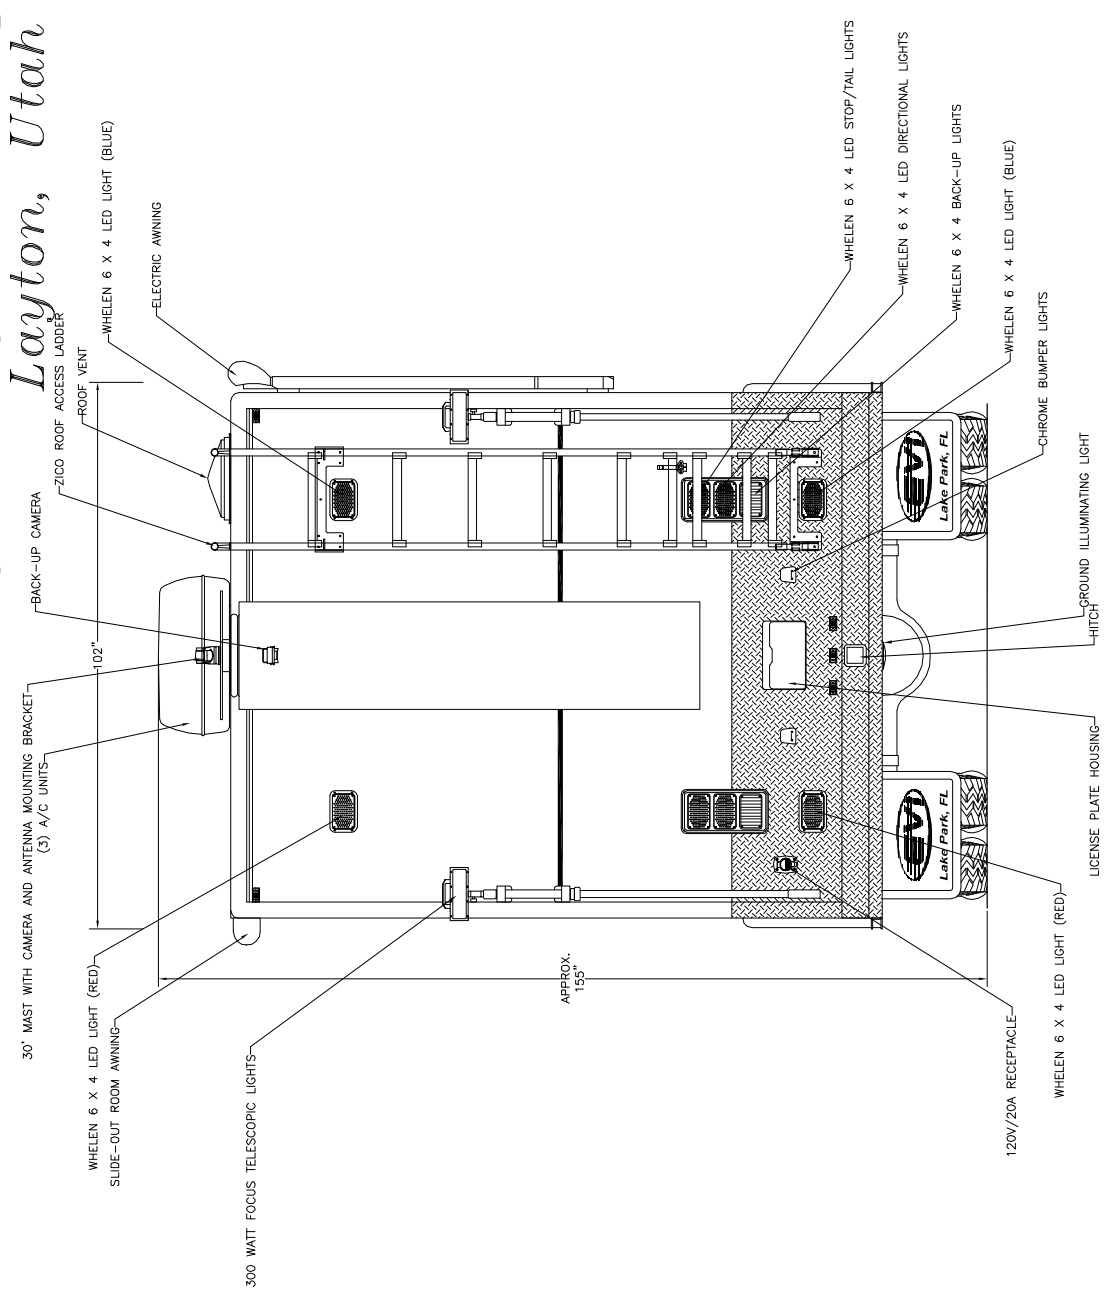 Layton, Utah
30' MAST WITH CAMERA AND ANTENNA MOUNTING BRACKET
(3) A/C UNITS
BACK-UP CAMERA
ZICO ROOF ACCESS LADDER
ROOF VENT
WHELEN 6 X 4 LED LIGHT (BLUE)
ELECTRIC AWNING
102"
WHELEN 6 X 4 LED LIGHT (RED)
SLIDE-OUT ROOM AWNING
300 WATT FOCUS TELESCOPIC LIGHTS
APPROX.
155"
WHELEN 6 X 4 LED STOP/TAIL LIGHTS
WHELEN 6 X 4 LED DIRECTIONAL LIGHTS
WHELEN 6 X 4 BACK-UP LIGHTS
WHELEN 6 X 4 LED LIGHT (BLUE)
CHROME BUMPER LIGHTS
GROUND ILLUMINATING LIGHT
HITCH
LICENSE PLATE HOUSING
WHELEN 6 X 4 LED LIGHT (RED)
120V/20A RECEPTACLE
EVI
Lake Park, FL
EVI
Lake Park, FL